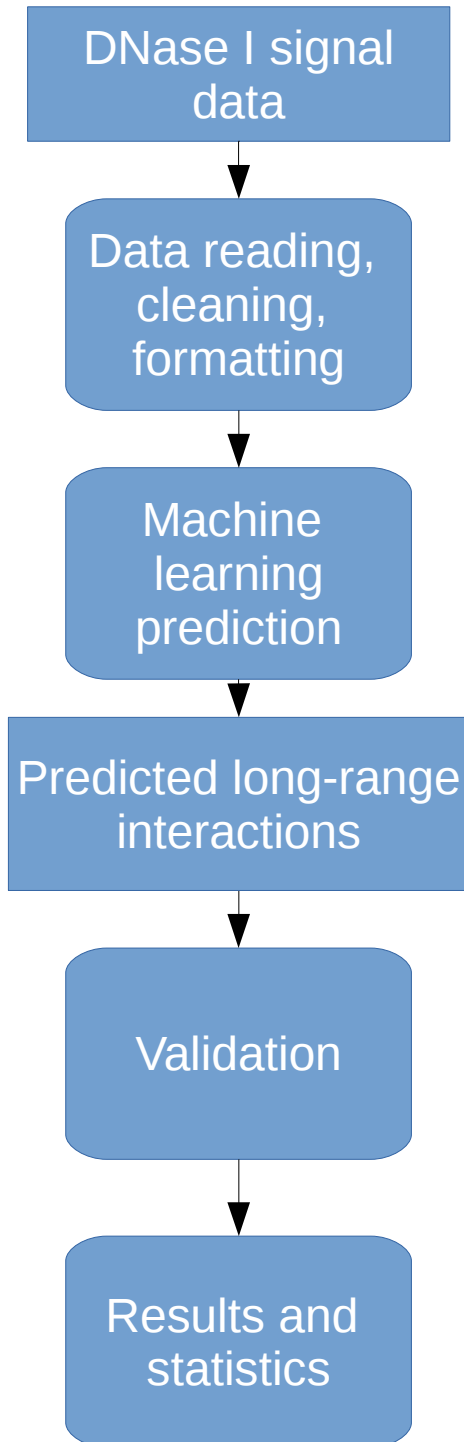 DNase I signal
data
Data reading,
cleaning,
formatting
Machine
learning
prediction
Predicted long-range
interactions
Validation
Results and
statistics